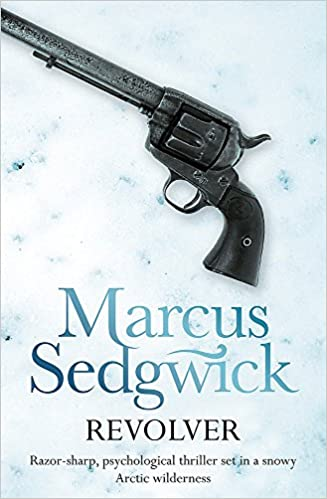 Marcus
Sedgwick
REVOLVER
Razor-sharp, psychological thriller set in a snowy
Arctic wilderness